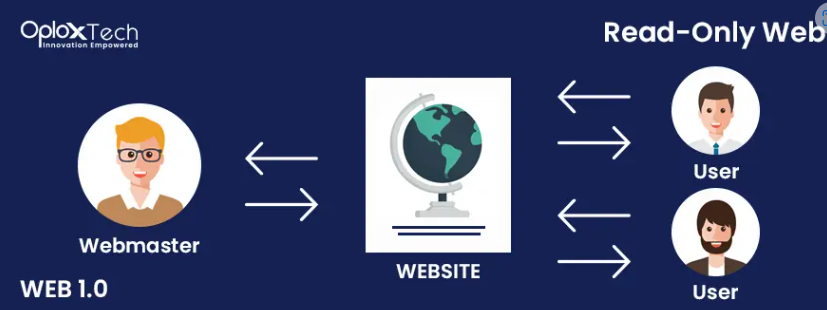 OploxTech
Innovation Empowered
Read-Only Web
Webmaster
WEBSITE
User
User
WEB 1.0